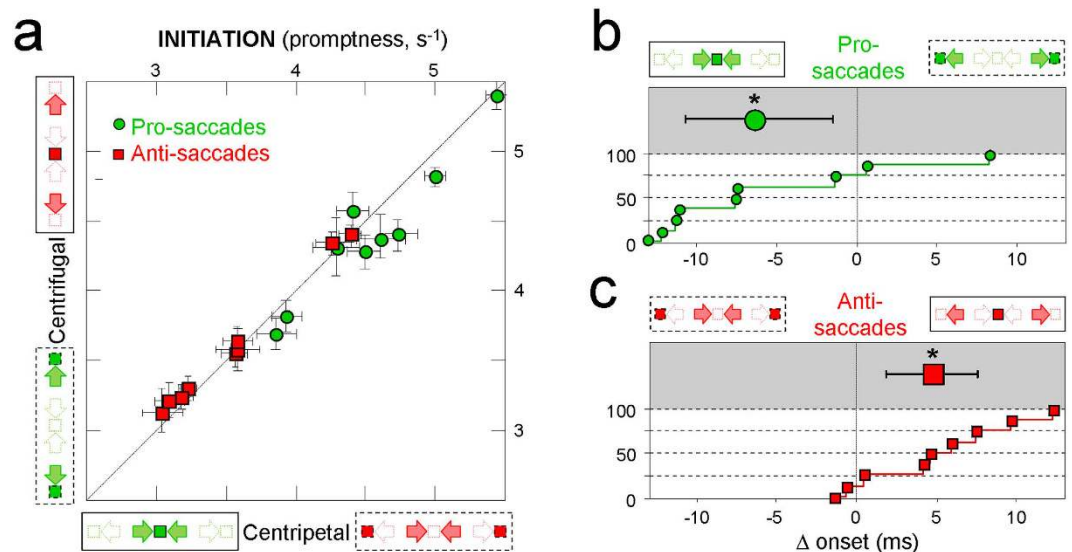 a
INITIATION (promptness, s⁻¹)
3 4 5
Pro-saccades
Anti-saccades
5
4
3
Centrifugal
Centripetal
b
Pro-
saccades
*
100
50
0
-10 -5 0 5 10
c
Anti-
saccades
*
100
50
0
-10 -5 0 5 10
Δ onset (ms)